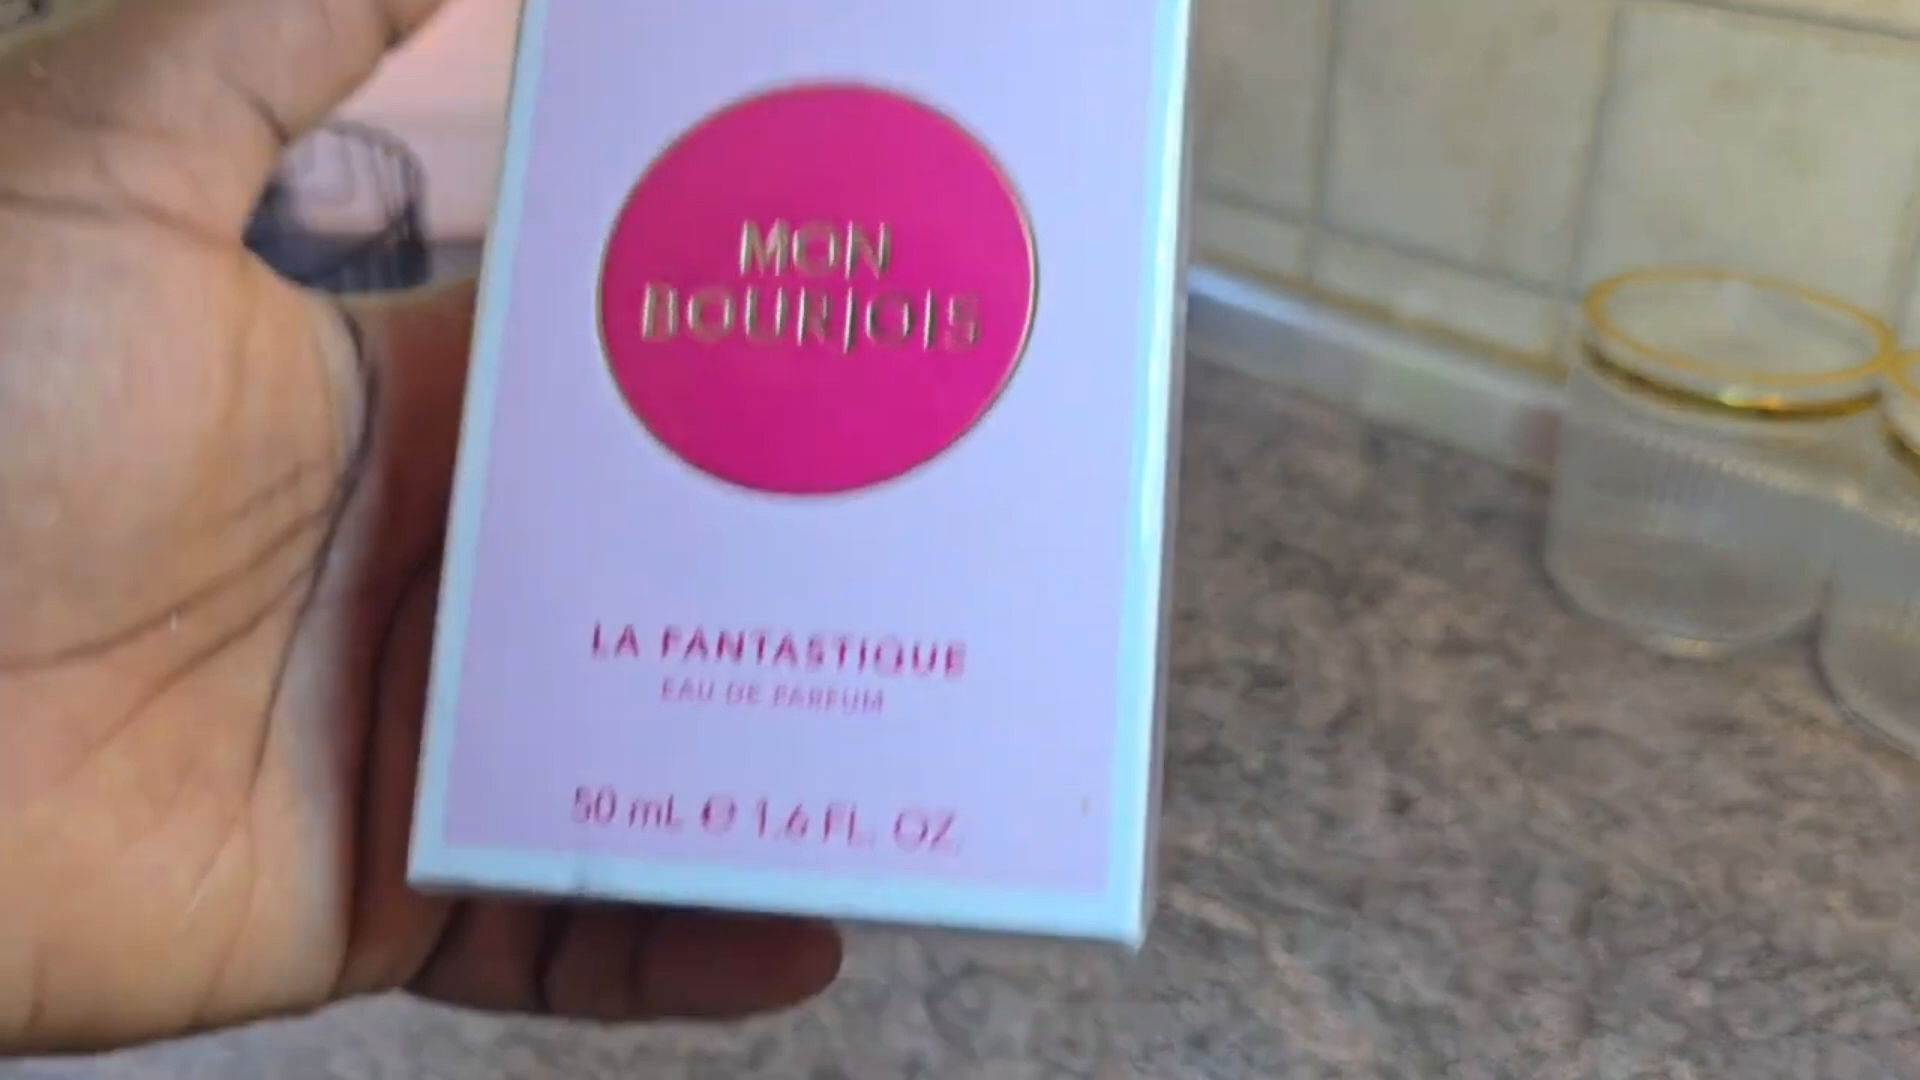 MON
BOURJOIS
LA FANTASTIQUE
EAU DE PARFUM
50 mL ℮ 1.6 FL. OZ.